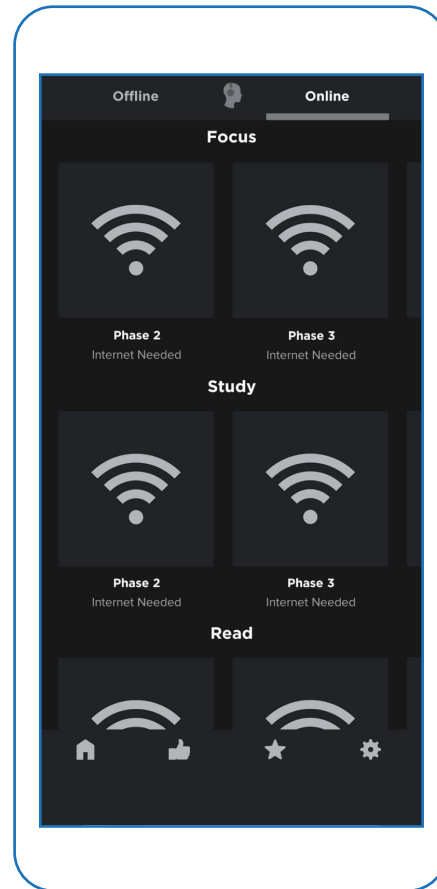 Offline Online
Focus
Phase 2 Phase 3
Internet Needed Internet Needed
Study
Phase 2 Phase 3
Internet Needed Internet Needed
Read